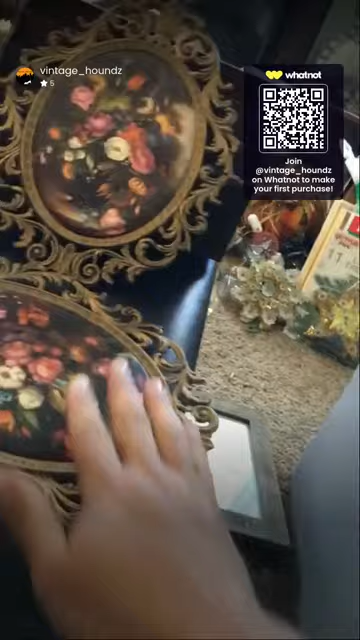 vintage_houndz
★ 5
whatnot
Join
@vintage_houndz
on Whatnot to make
your first purchase!